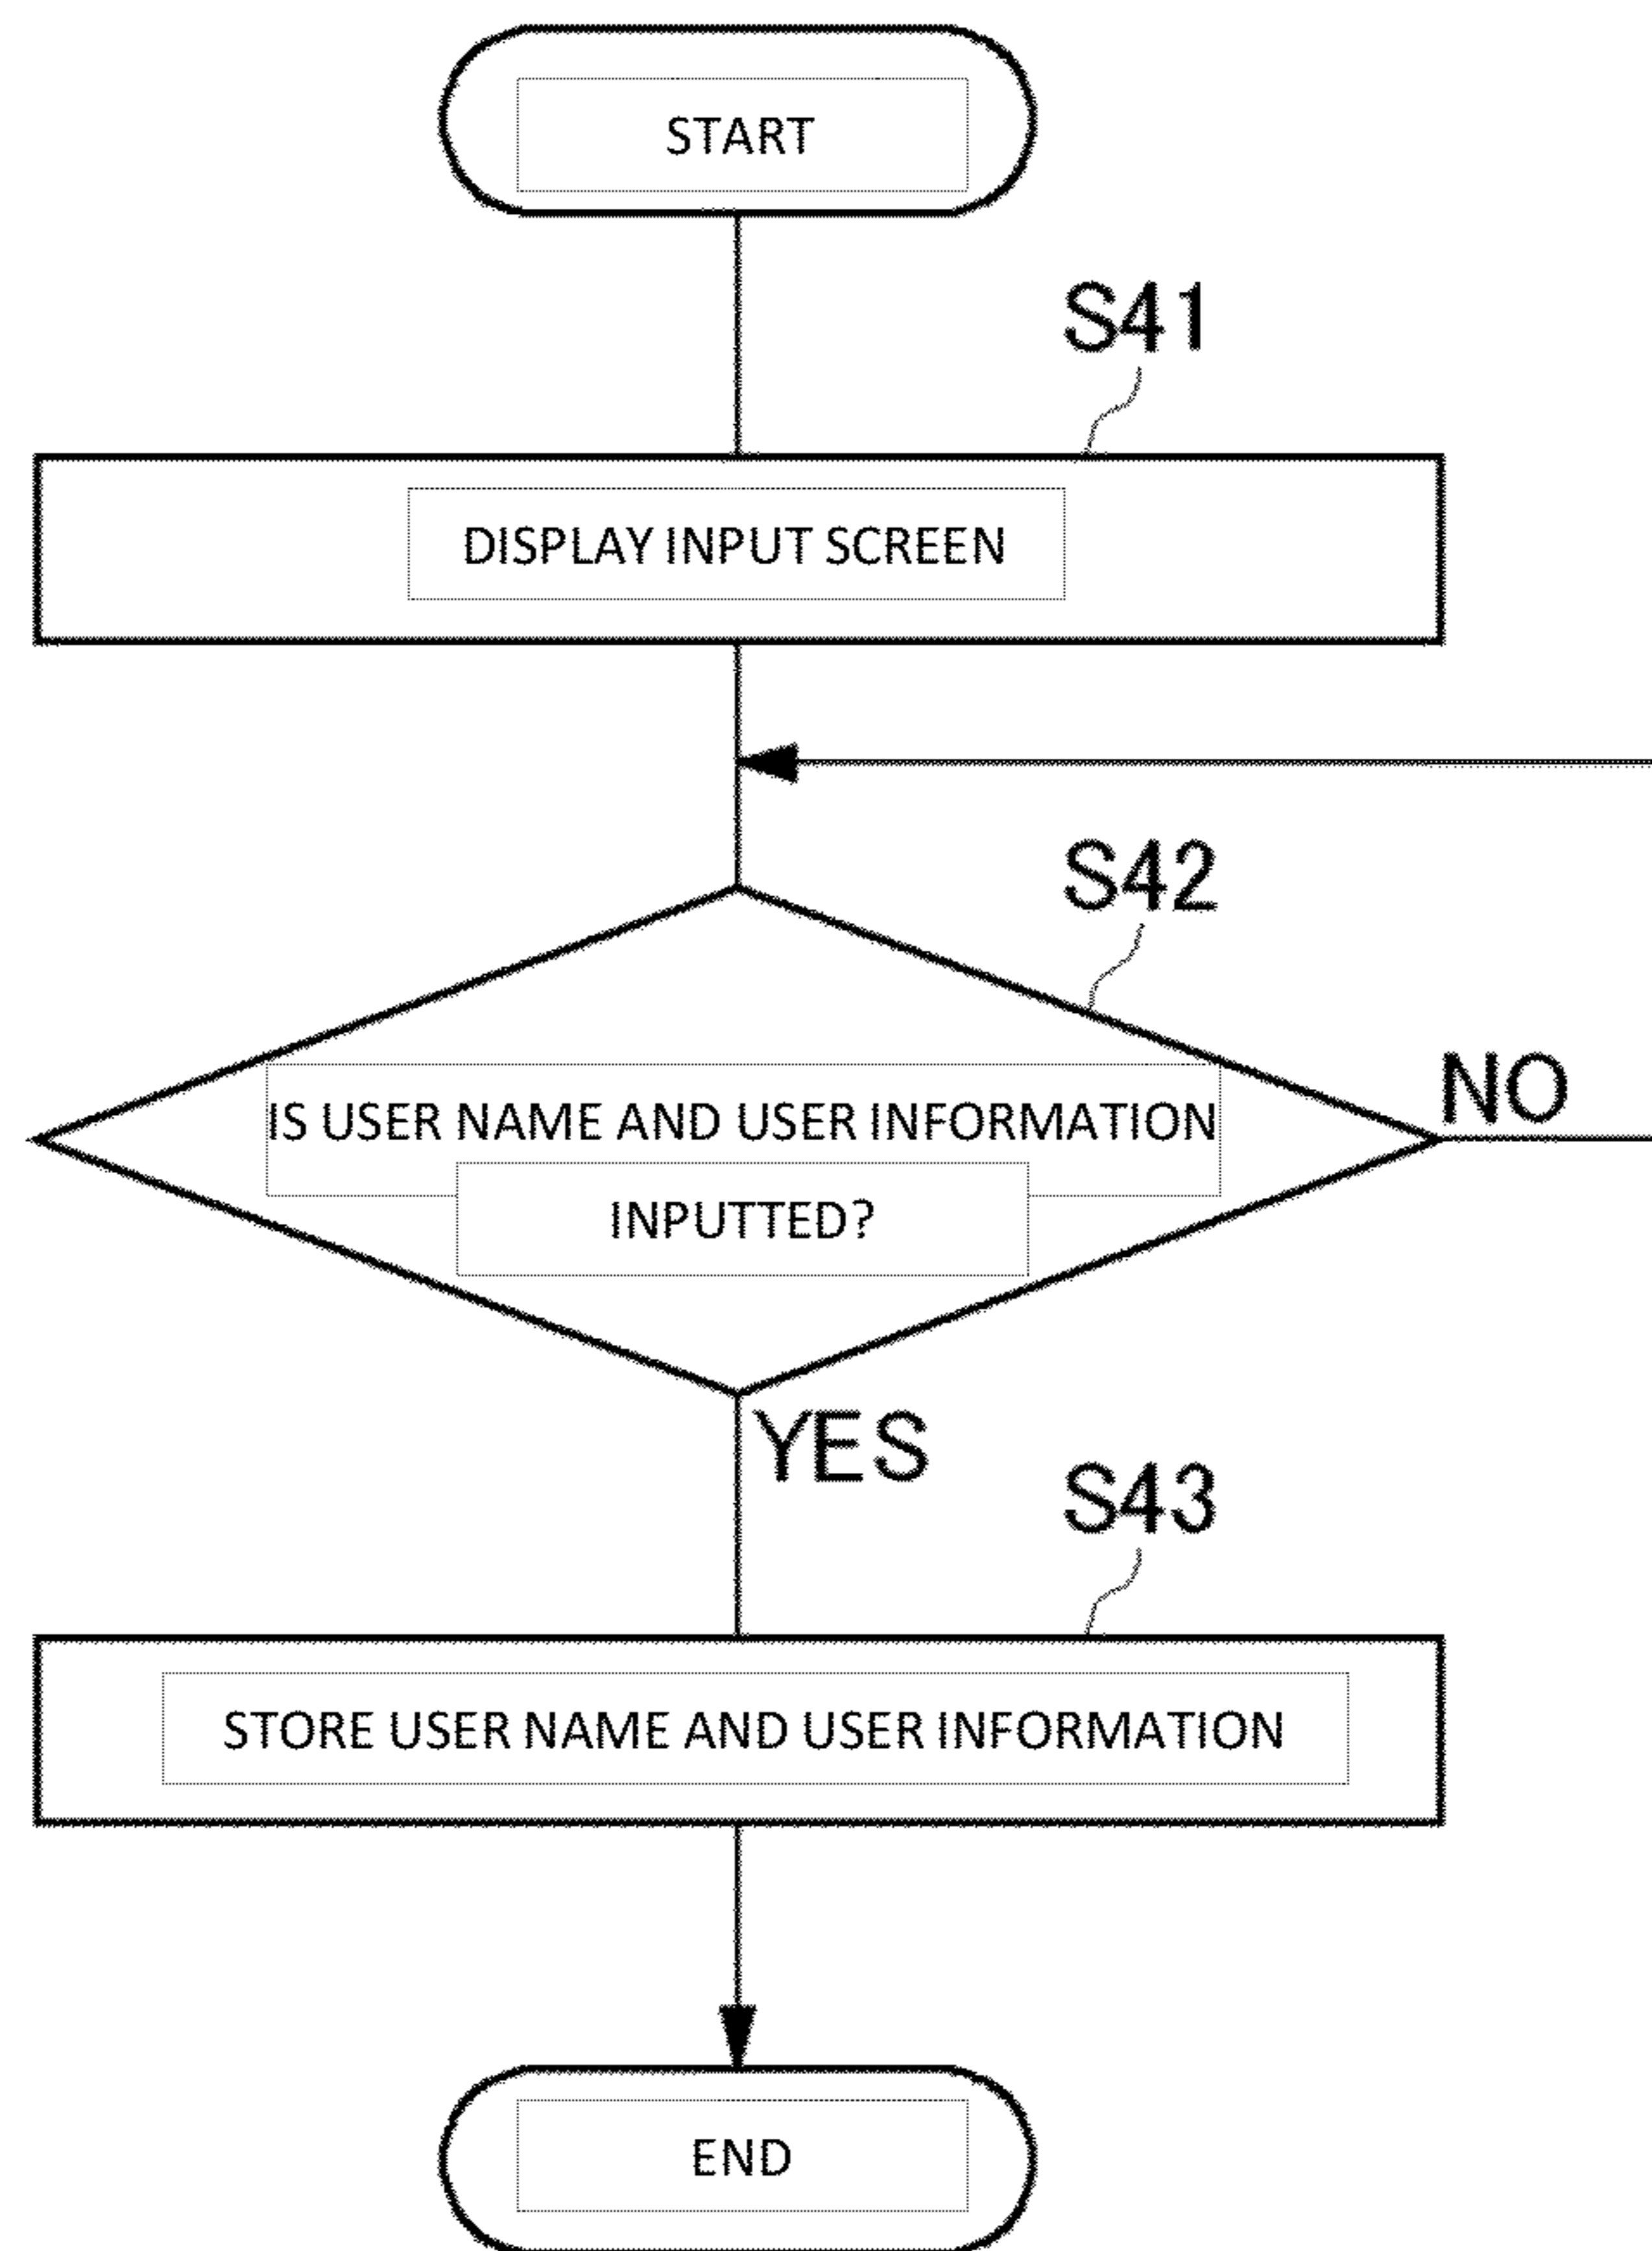 START
S41
DISPLAY INPUT SCREEN
S42
IS USER NAME AND USER INFORMATION
INPUTTED?
NO
YES
S43
STORE USER NAME AND USER INFORMATION
END